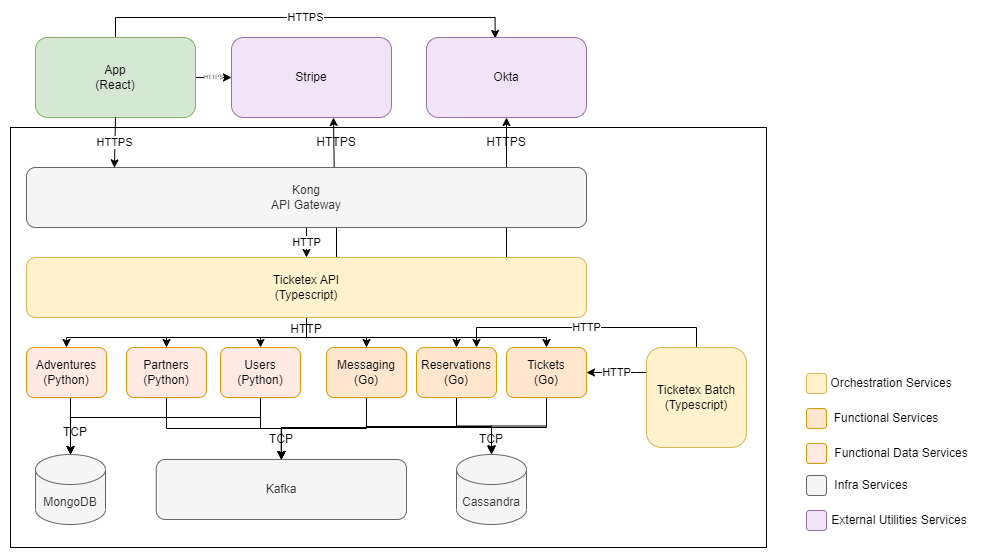 HTTPS
App
(React)
HTTPS
Stripe
Okta
HTTPS
HTTPS
HTTPS
Kong
API Gateway
HTTP
Ticketex API
(Typescript)
HTTP
HTTP
Adventures
(Python)
Partners
(Python)
Users
(Python)
Messaging
(Go)
Reservations
(Go)
Tickets
(Go)
HTTP
Ticketex Batch
(Typescript)
TCP
TCP
TCP
MongoDB
Kafka
Cassandra
Orchestration Services
Functional Services
Functional Data Services
Infra Services
External Utilities Services